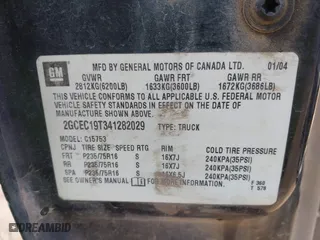 GM
MFD BY GENERAL MOTORS OF CANADA LTD. 01/04
GVWR GAWR FRT GAWR RR
2812KG(6200LB) 1633KG(3600LB) 1672KG(3686LB)
THIS VEHICLE CONFORMS TO ALL APPLICABLE U.S. FEDERAL
MOTOR VEHICLE SAFETY STANDARDS IN EFFECT ON THE DATE OF
MANUFACTURE SHOWN ABOVE.
2GCEC19T341282029 TYPE: TRUCK
MODEL: C15753
CPNJ TIRE SIZE SPEED RTG RIM COLD TIRE PRESSURE
FRT P235/75R16 S 16X7J 240KPA(35PSI)
RR P235/75R16 S 16X7J 240KPA(35PSI)
SPA P235/75R16 S 240KPA(35PSI)
SEE OWNER'S MANUAL FOR MORE INFORMATION.